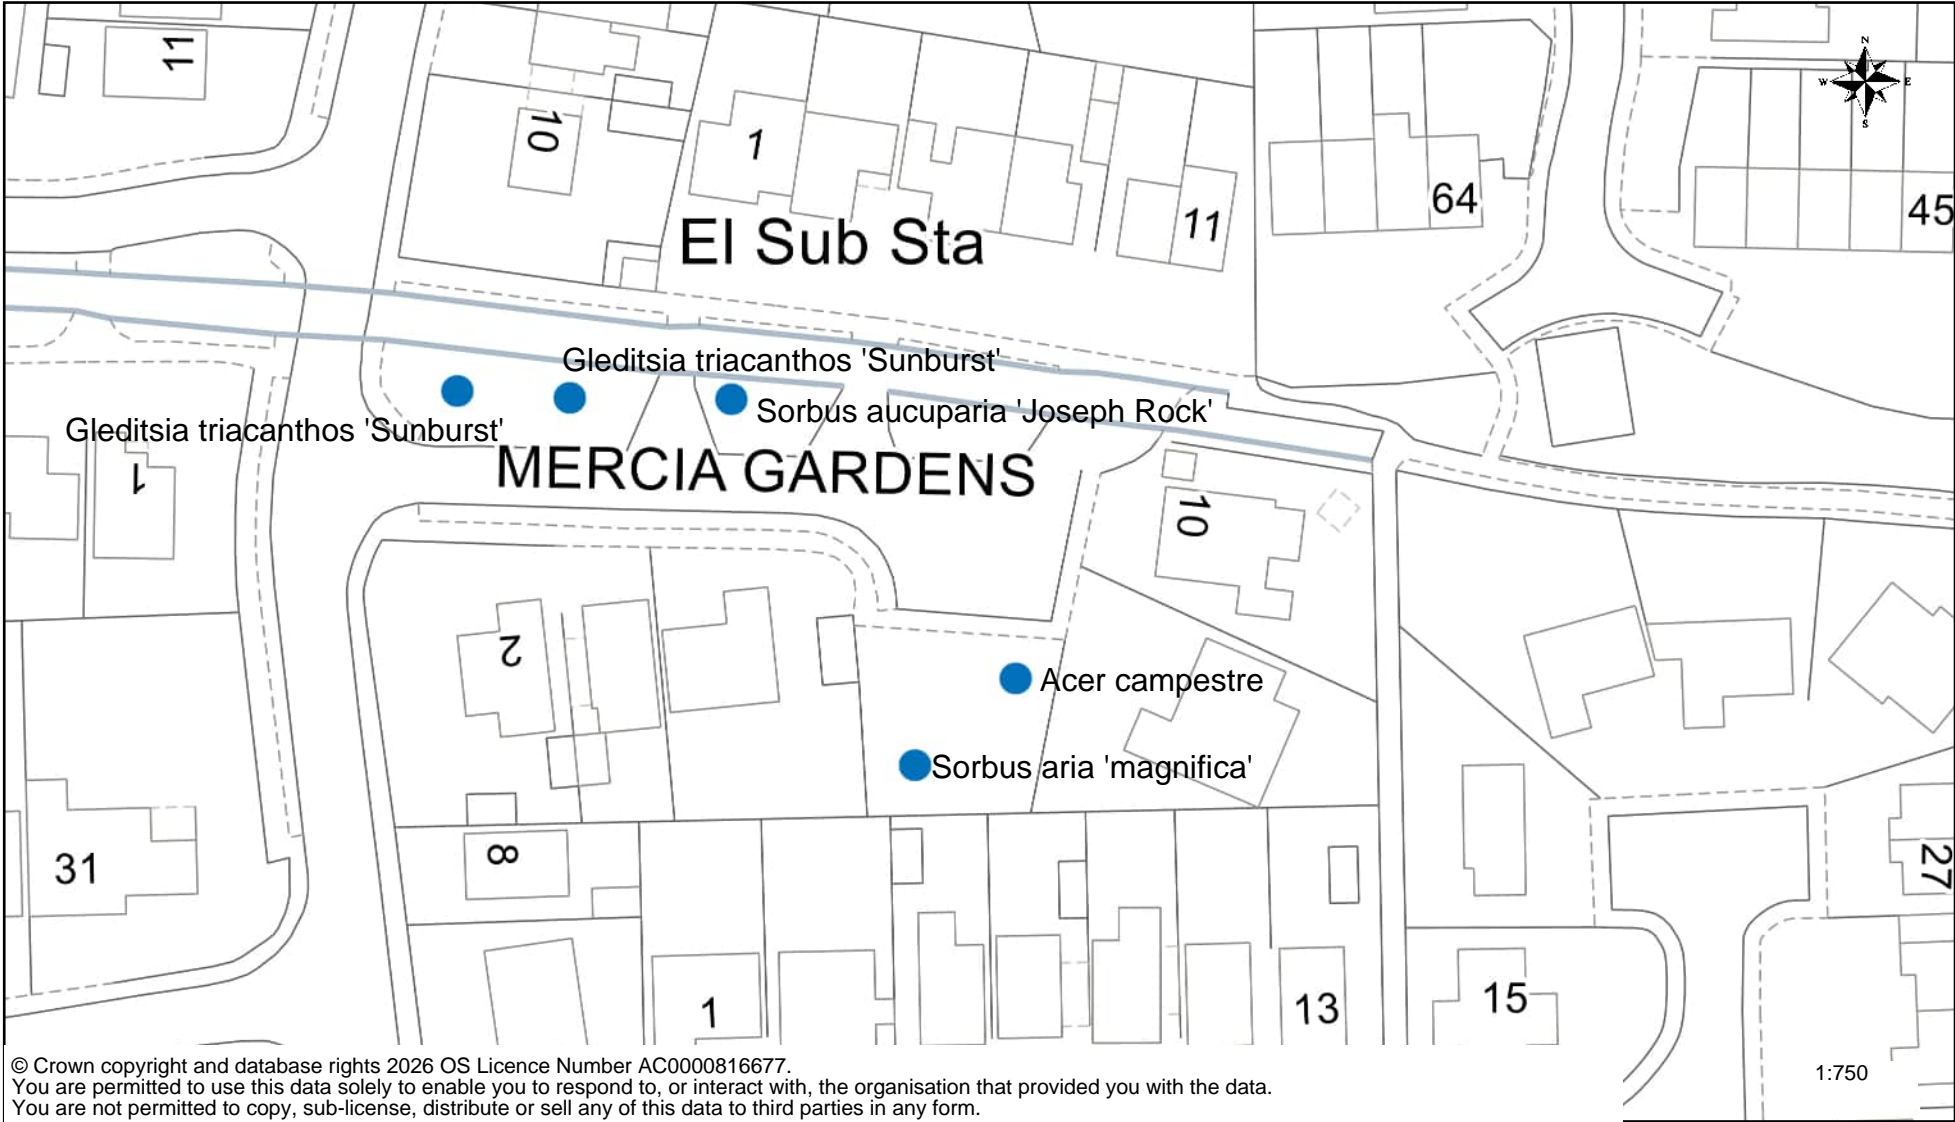 11
10
1
11
64
45
N
W E
S
El Sub Sta
Gleditsia triacanthos 'Sunburst'
Sorbus aucuparia 'Joseph Rock'
Gleditsia triacanthos 'Sunburst'
MERCIA GARDENS
1
10
2
Acer campestre
Sorbus aria 'magnifica'
31
8
27
1
13
15
© Crown copyright and database rights 2026 OS Licence Number AC0000816677.
You are permitted to use this data solely to enable you to respond to, or interact with, the organisation that provided you with the data.
You are not permitted to copy, sub-license, distribute or sell any of this data to third parties in any form.
1:750